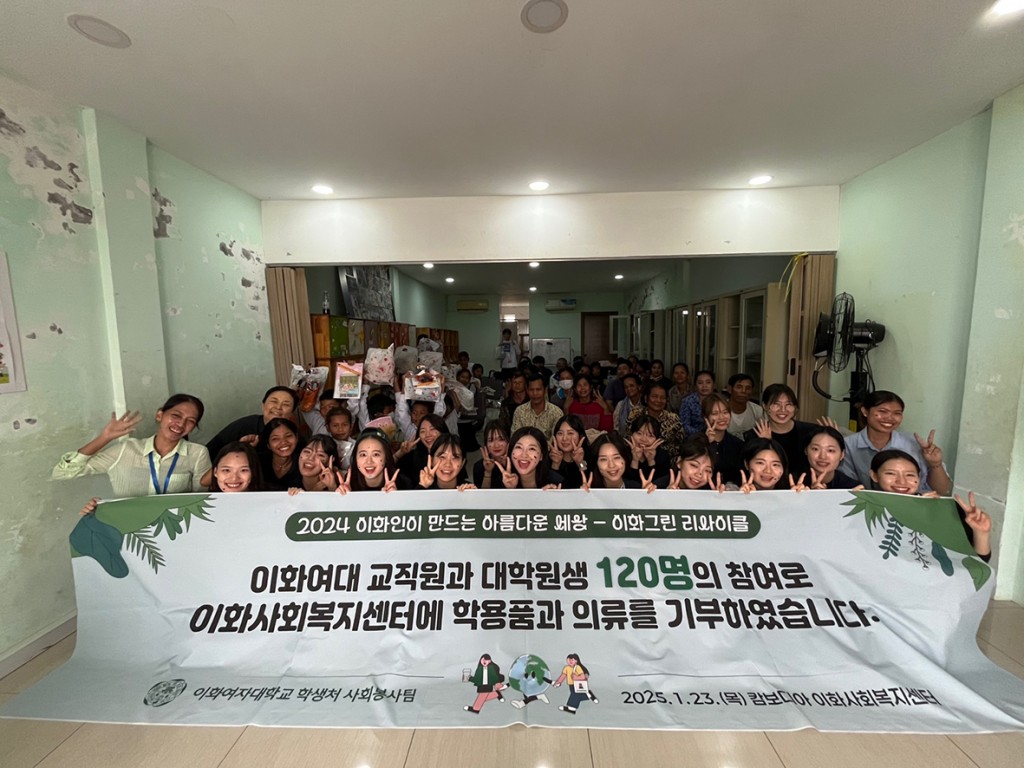 2024 이화인이 만드는 아름다운 세상 – 이화그린 리와이클
이화여대 교직원과 대학원생 120명의 참여로
이화사회복지센터에 학용품과 의류를 기부하였습니다.
이화여자대학교 학생처 사회봉사팀
2025.1.23.(목) 캄보디아 이화사회복지센터